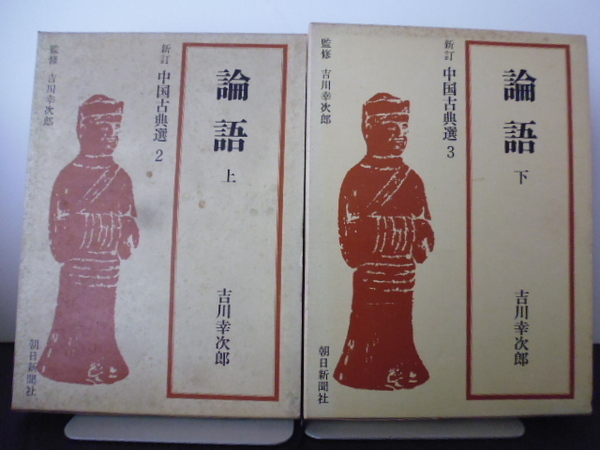 論語 上
吉川幸次郎
新訂 中国古典選 2
監修 吉川幸次郎
朝日新聞社
論語 下
吉川幸次郎
新訂 中国古典選 3
監修 吉川幸次郎
朝日新聞社